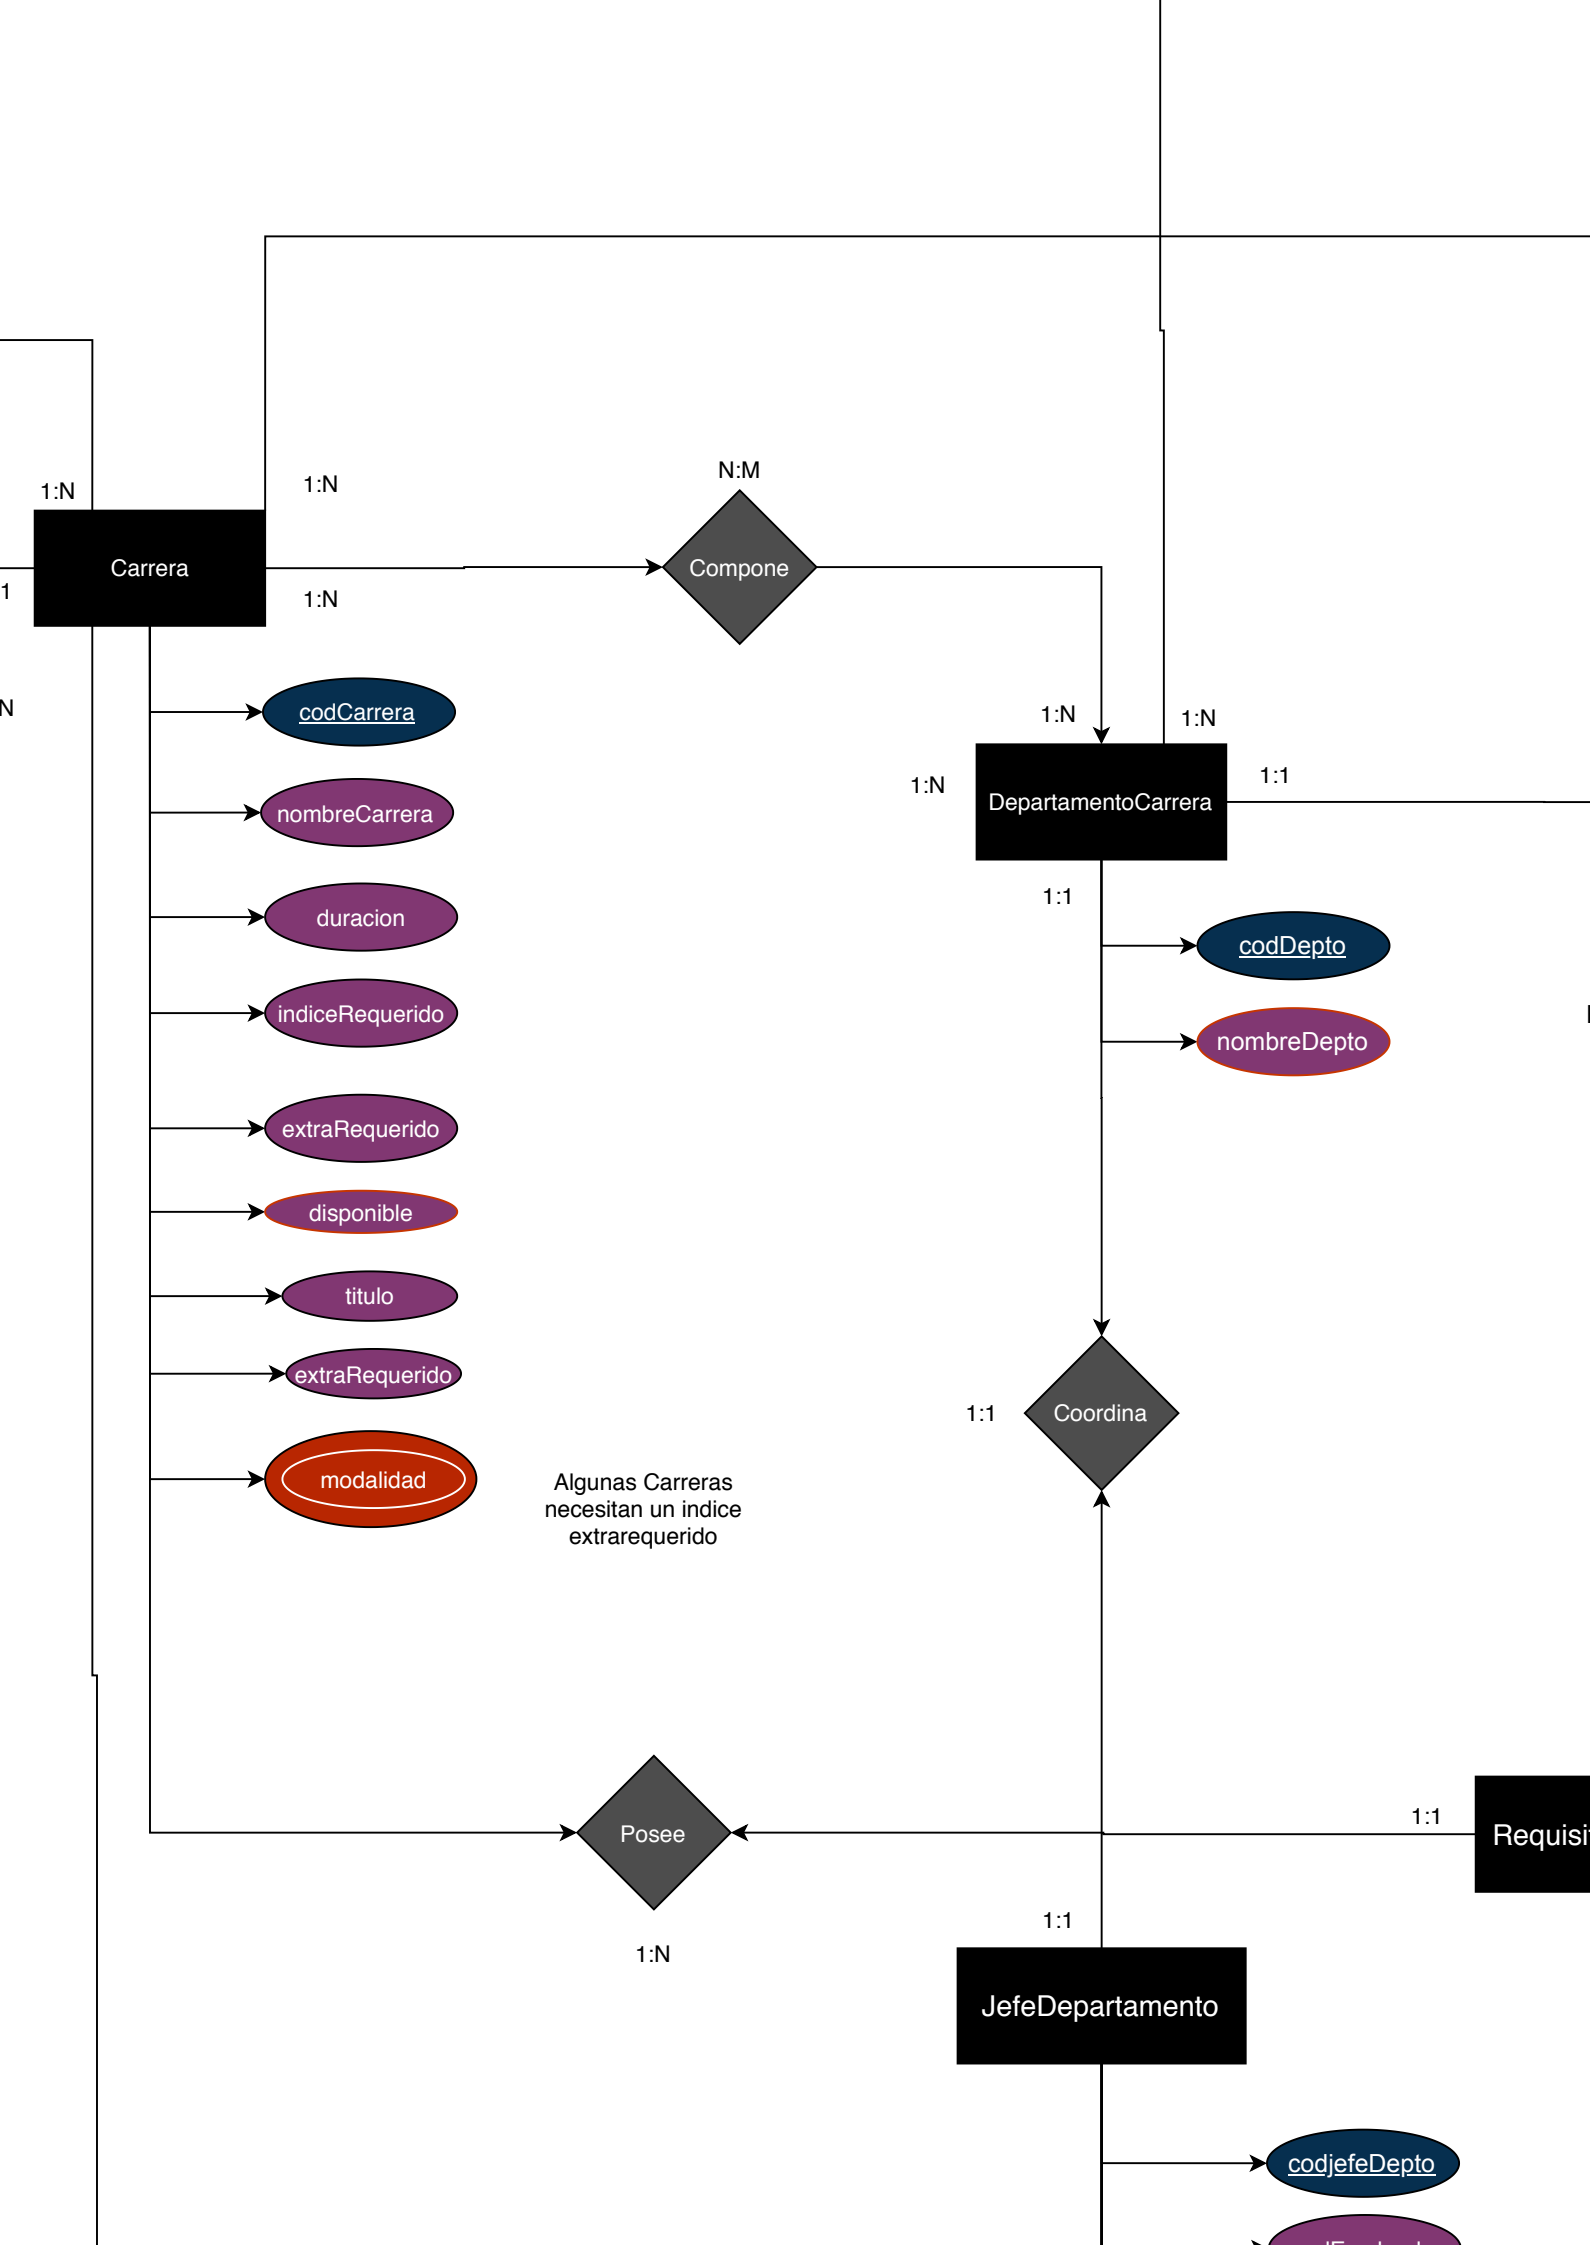 N:M
1:N
1:N
Carrera
Compone
1
1:N
codCarrera
N
1:N
1:N
1:N
1:1
DepartamentoCarrera
nombreCarrera
1:1
duracion
codDepto
indiceRequerido
nombreDepto
extraRequerido
disponible
titulo
extraRequerido
1:1
Coordina
modalidad
Algunas Carreras
necesitan un indice
extrarequerido
1:1
Posee
Requisi
1:1
1:N
JefeDepartamento
codjefeDepto